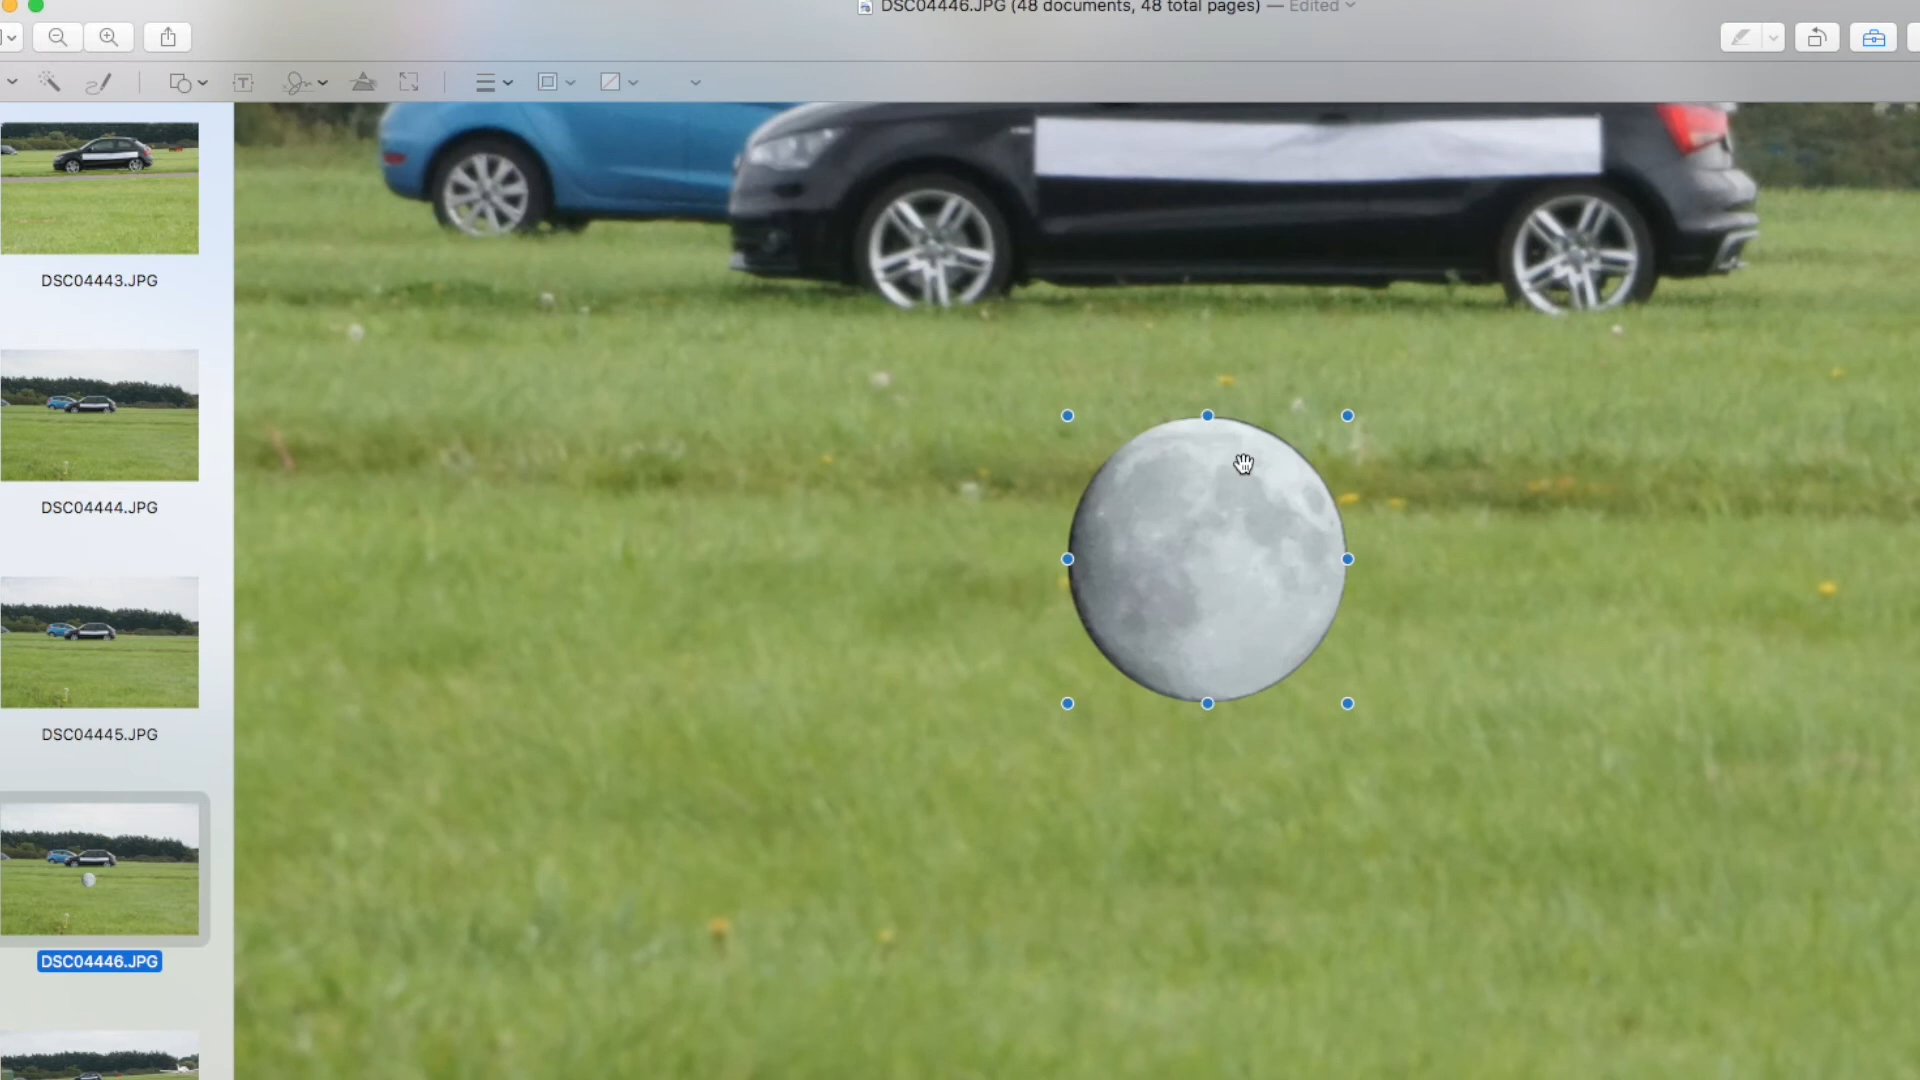 DSC04446.JPG (48 documents, 48 total pages) — Edited
DSC04443.JPG
DSC04444.JPG
DSC04445.JPG
DSC04446.JPG